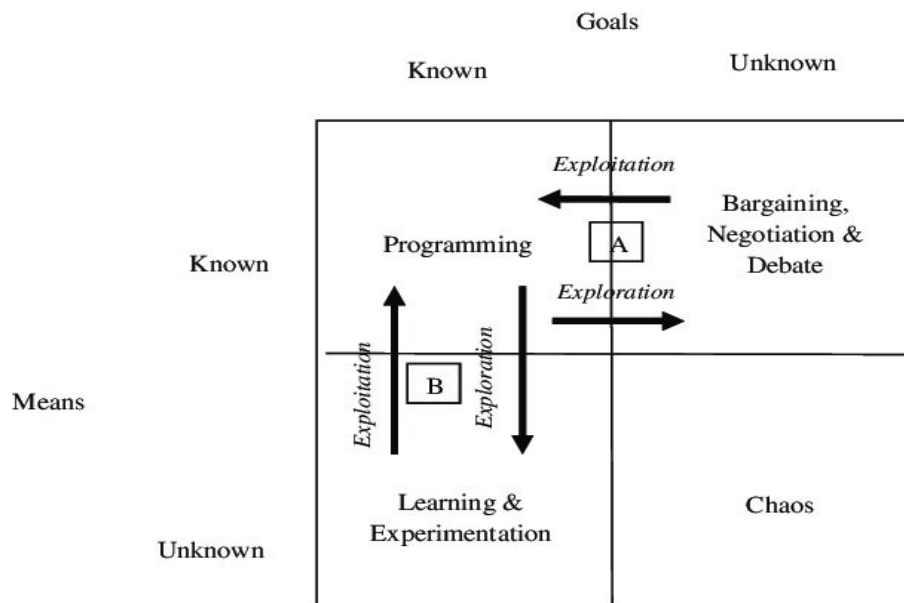 Goals
Known
Unknown
Exploitation
Bargaining,
Negotiation &
Debate
A
Programming
Known
Exploration
Exploitation
B
Exploration
Means
Learning &
Experimentation
Chaos
Unknown